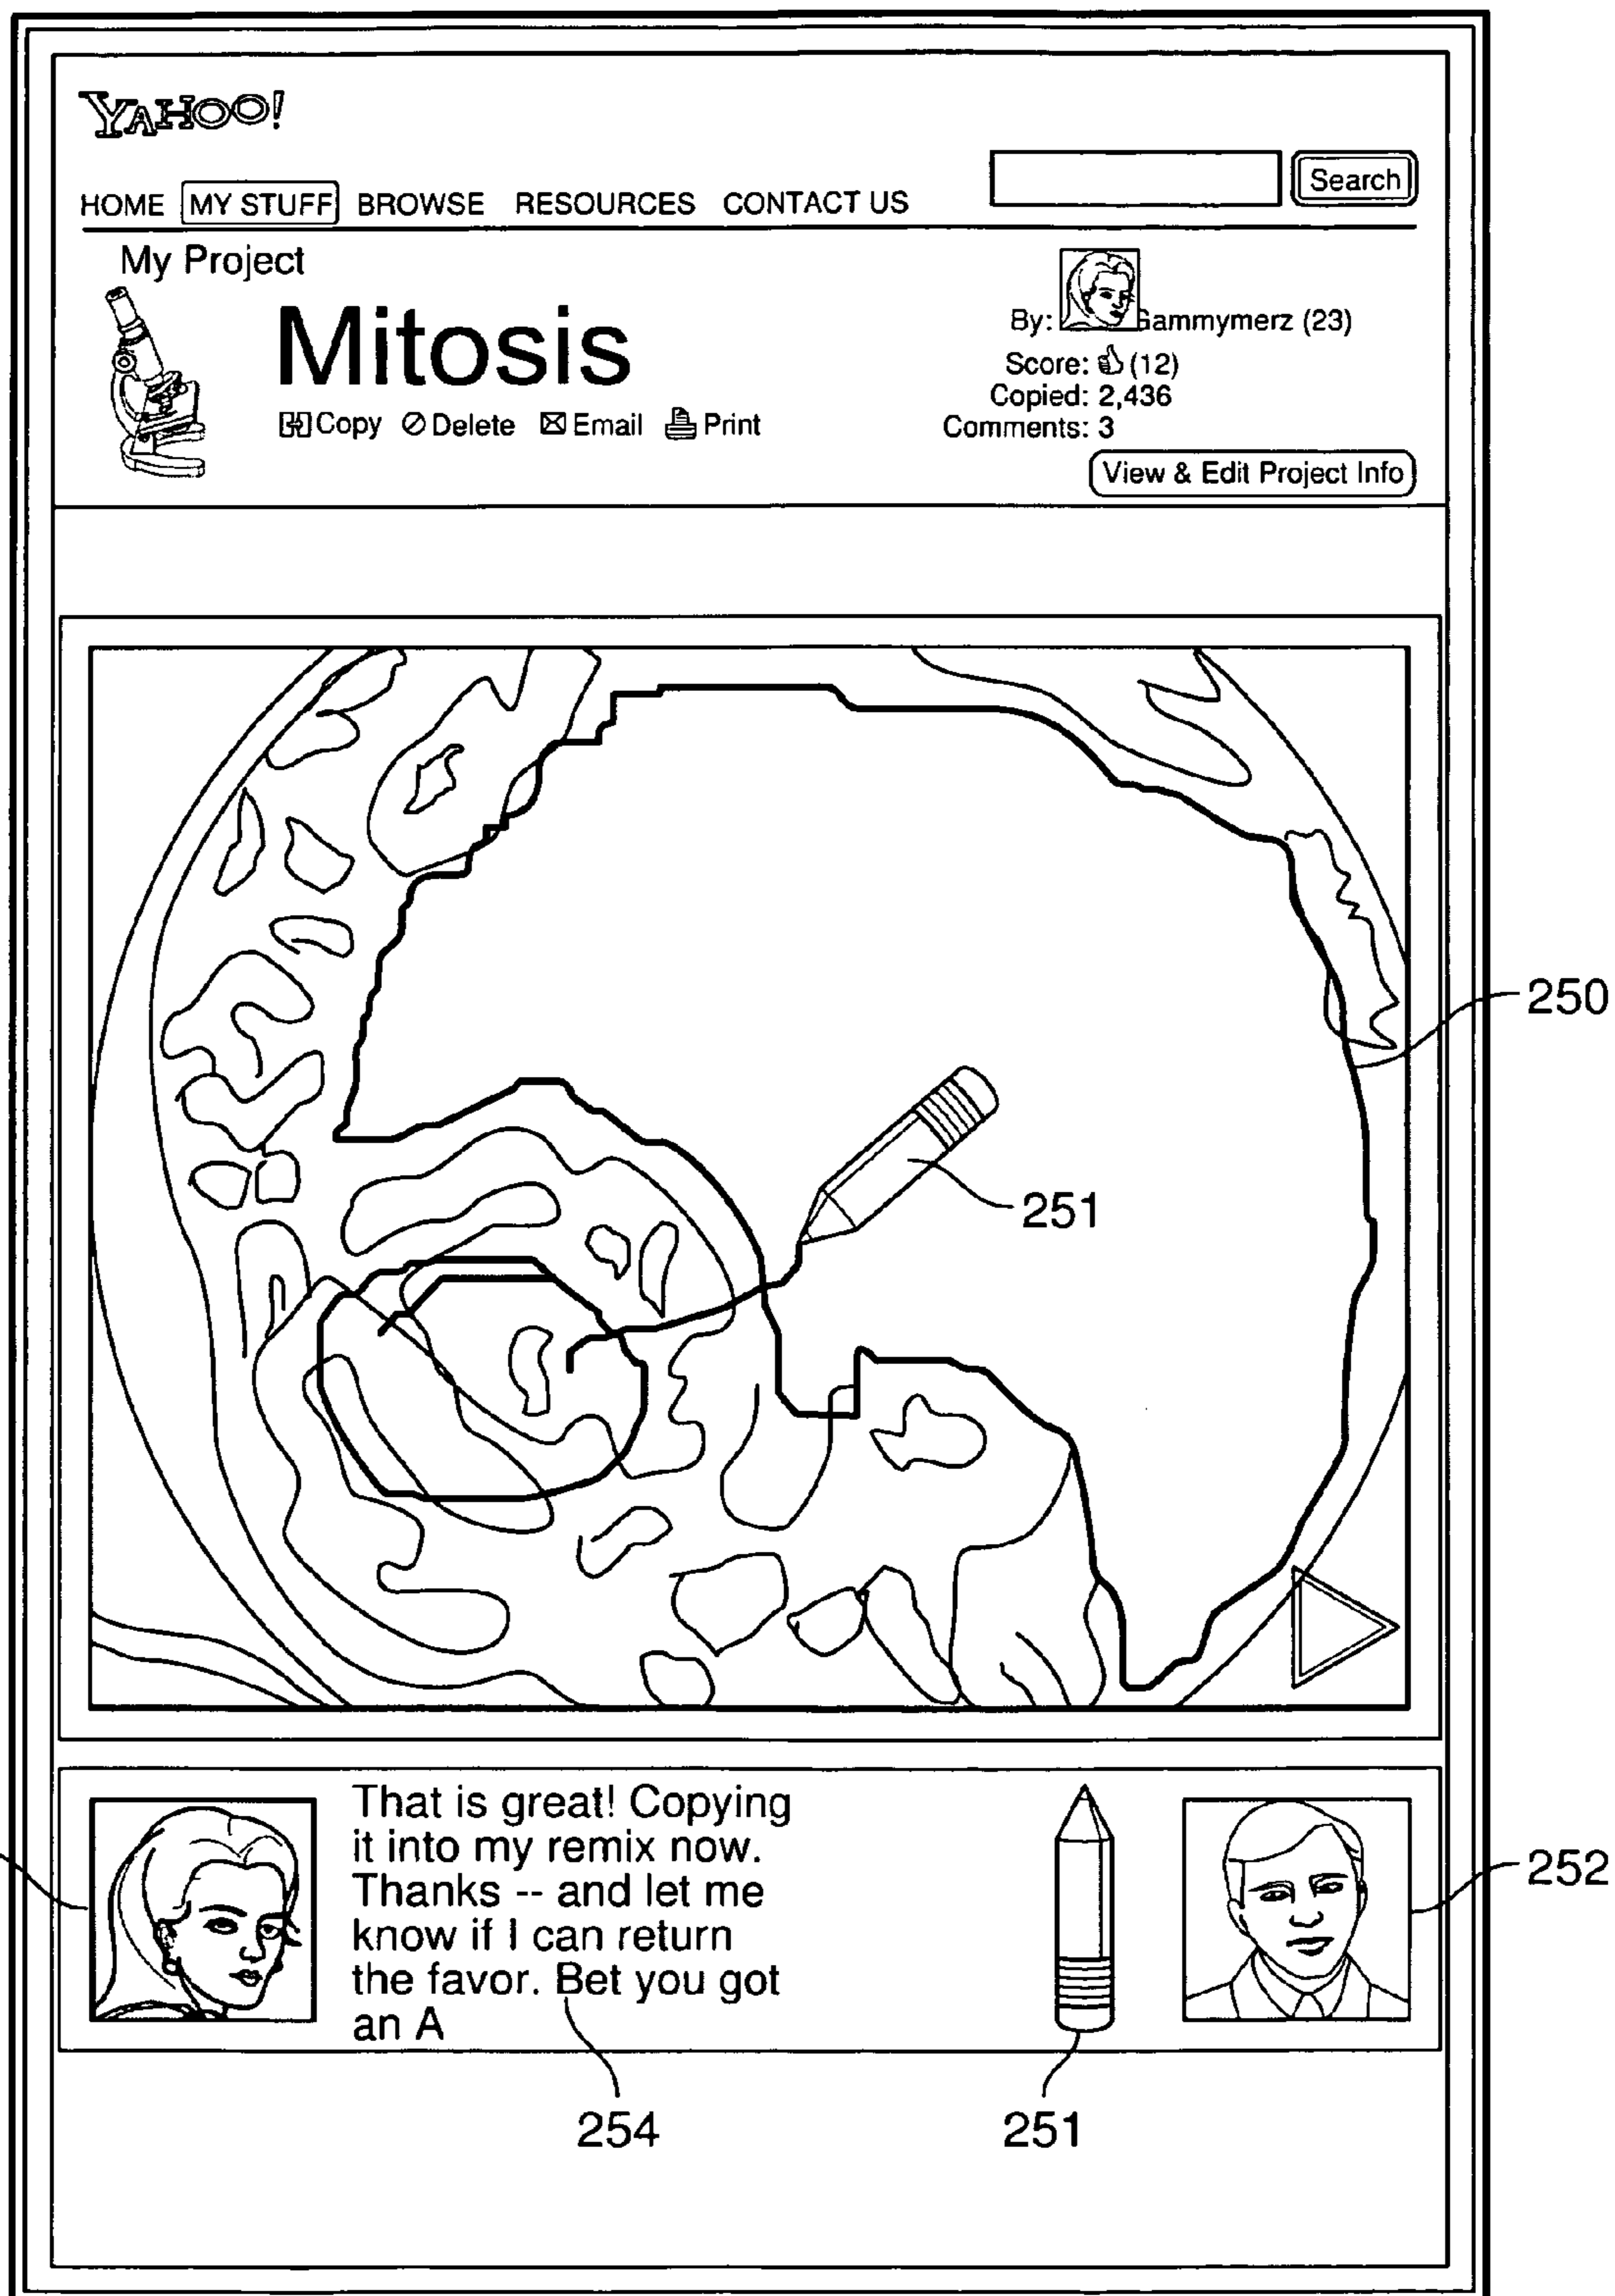 YAHOO!
Search
HOME MY STUFF BROWSE RESOURCES CONTACT US
My Project
Mitosis
By: Sammymerz (23)
Score: (12)
Copied: 2,436
Comments: 3
Copy Delete Email Print
View & Edit Project Info
250
251
That is great! Copying
it into my remix now.
Thanks -- and let me
know if I can return
the favor. Bet you got
an A
252
254
251